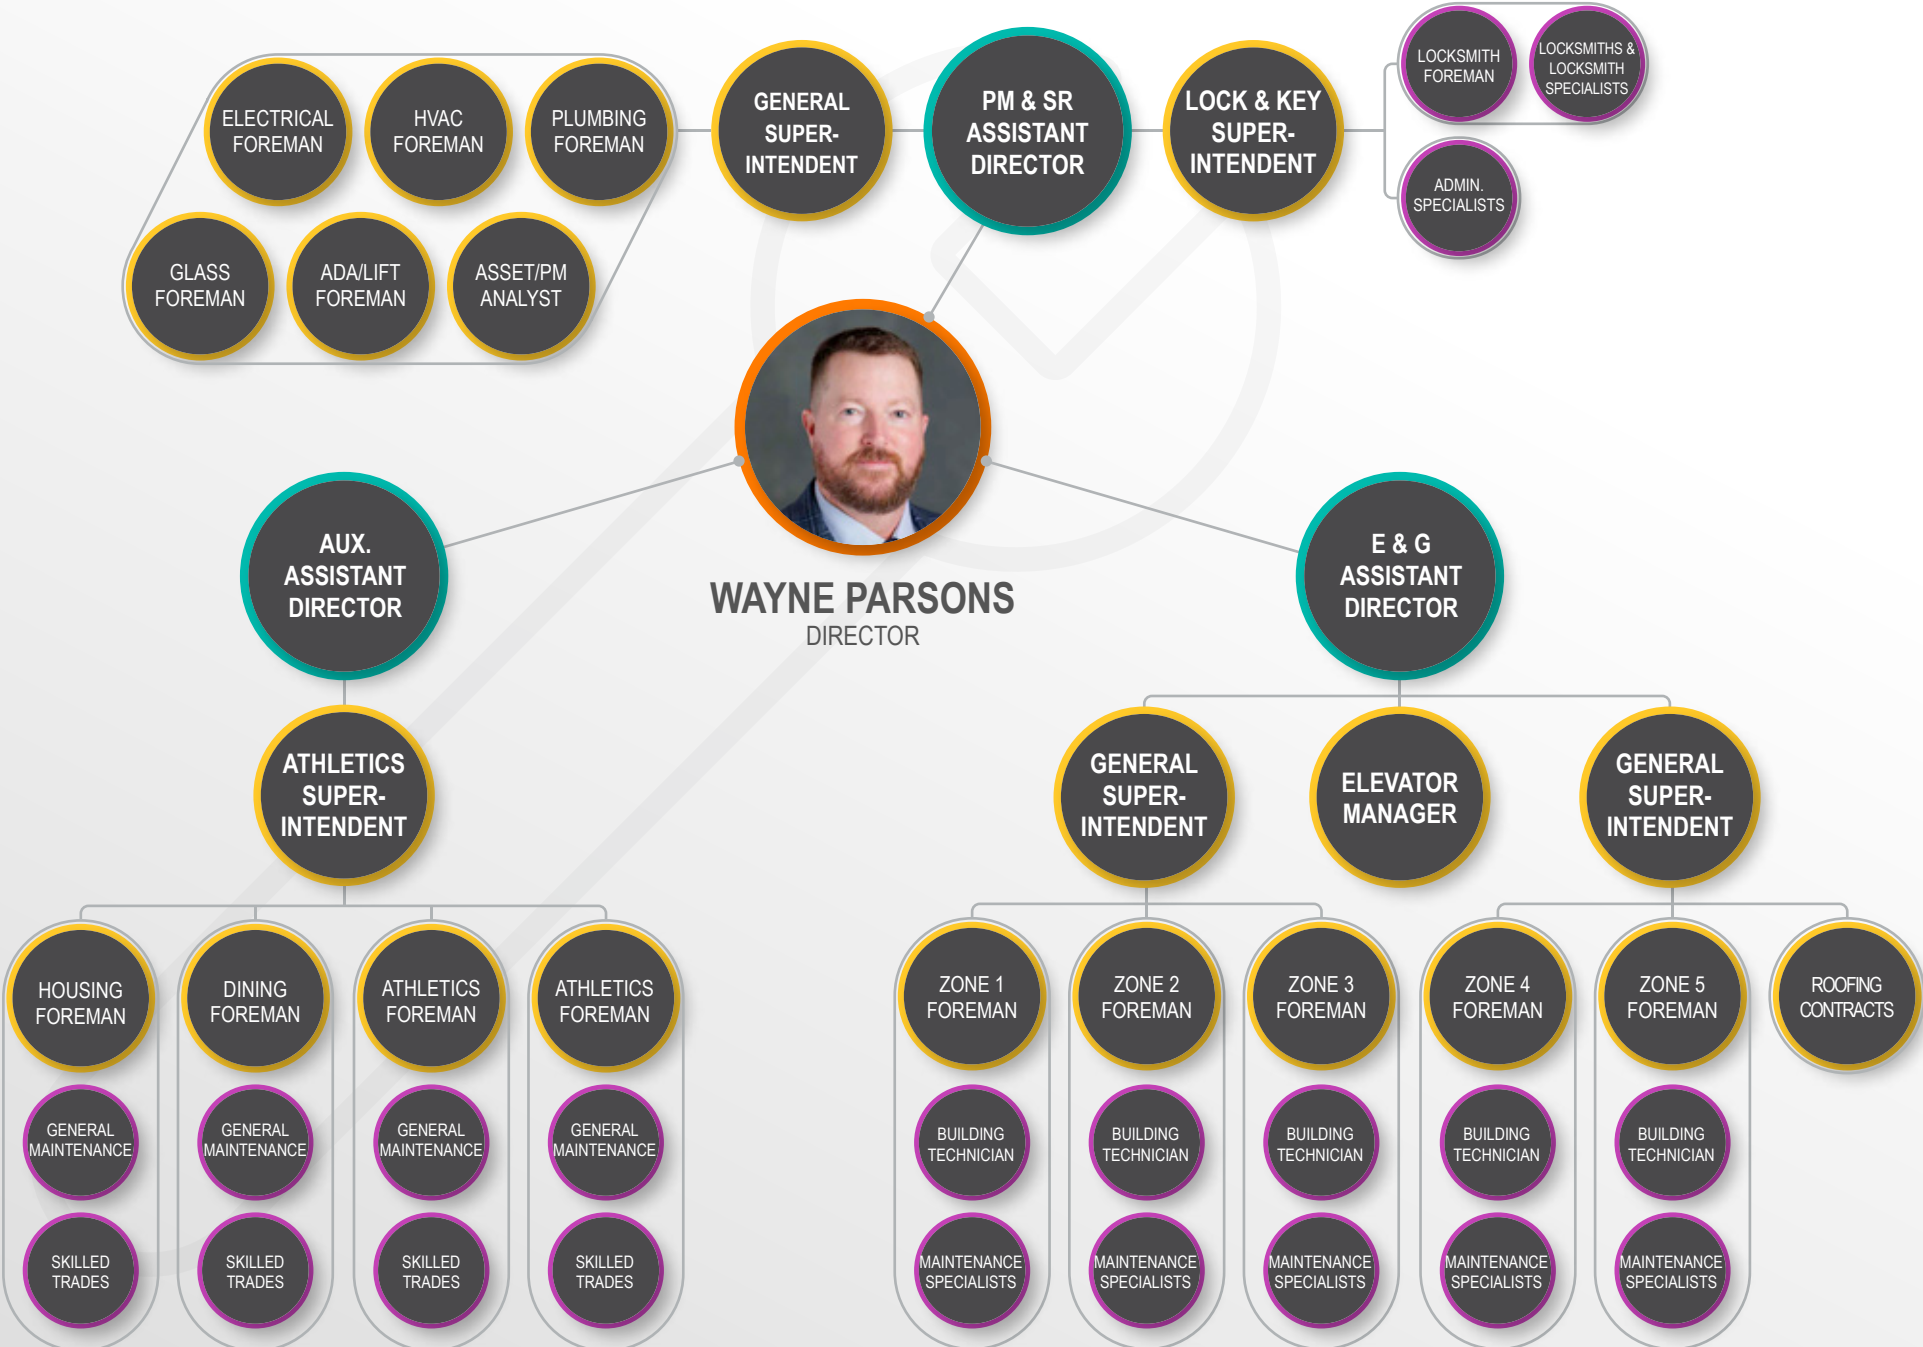 ELECTRICAL
FOREMAN
HVAC
FOREMAN
PLUMBING
FOREMAN
GLASS
FOREMAN
ADA/LIFT
FOREMAN
ASSET/PM
ANALYST
GENERAL
SUPER-
INTENDENT
PM & SR
ASSISTANT
DIRECTOR
LOCK & KEY
SUPER-
INTENDENT
LOCKSMITH
FOREMAN
LOCKSMITHS &
LOCKSMITH
SPECIALISTS
ADMIN.
SPECIALISTS
WAYNE PARSONS
DIRECTOR
AUX.
ASSISTANT
DIRECTOR
ATHLETICS
SUPER-
INTENDENT
HOUSING
FOREMAN
GENERAL
MAINTENANCE
SKILLED
TRADES
DINING
FOREMAN
GENERAL
MAINTENANCE
SKILLED
TRADES
ATHLETICS
FOREMAN
GENERAL
MAINTENANCE
SKILLED
TRADES
ATHLETICS
FOREMAN
GENERAL
MAINTENANCE
SKILLED
TRADES
E & G
ASSISTANT
DIRECTOR
GENERAL
SUPER-
INTENDENT
ELEVATOR
MANAGER
GENERAL
SUPER-
INTENDENT
ZONE 1
FOREMAN
BUILDING
TECHNICIAN
MAINTENANCE
SPECIALISTS
ZONE 2
FOREMAN
BUILDING
TECHNICIAN
MAINTENANCE
SPECIALISTS
ZONE 3
FOREMAN
BUILDING
TECHNICIAN
MAINTENANCE
SPECIALISTS
ZONE 4
FOREMAN
BUILDING
TECHNICIAN
MAINTENANCE
SPECIALISTS
ZONE 5
FOREMAN
BUILDING
TECHNICIAN
MAINTENANCE
SPECIALISTS
ROOFING
CONTRACTS